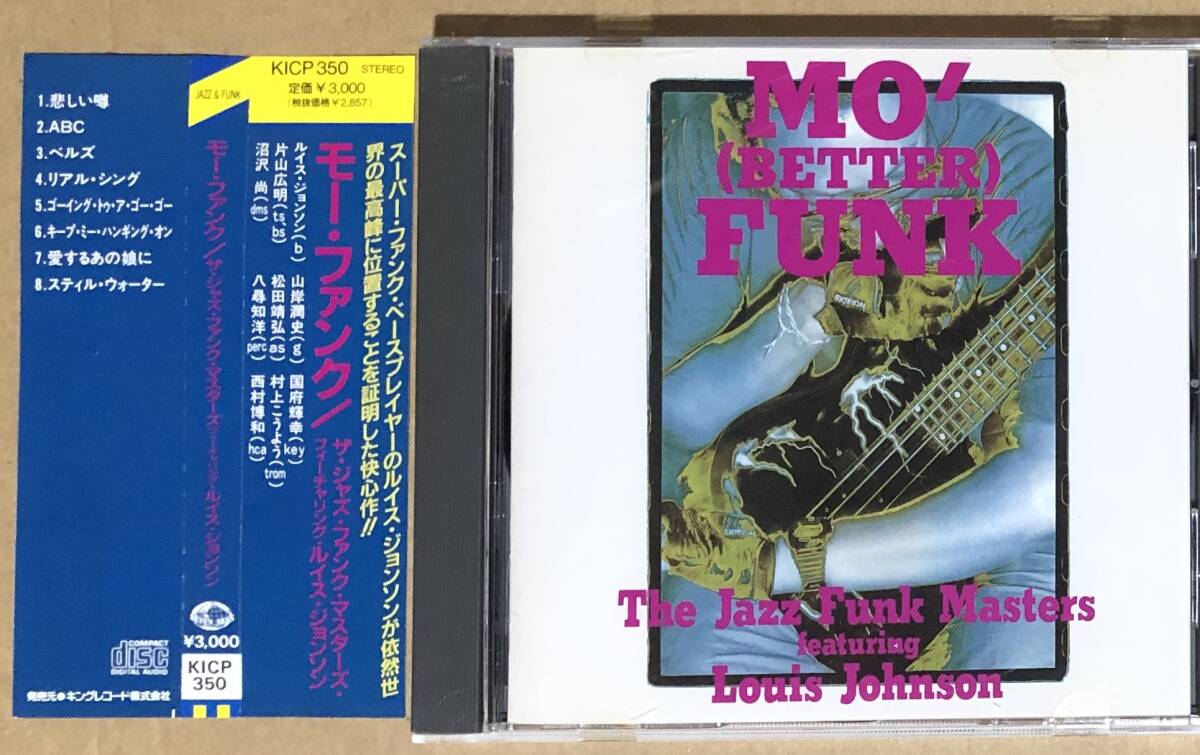 1.悲しい噂
2.ABC
3.ベルズ
4.リアル・シング
5.ゴーイング・トゥ・ア・ゴー・ゴー
6.キープ・ミー・ハンギング・オン
7.愛するあの娘に
8.スティル・ウォーター
COMPACT
disc
DIGITAL AUDIO
発売元●キングレコード株式会社
JAZZ & FUNK
モー・ファンク/ザ・ジャズ・ファンク・マスターズ・フィーチャリング・ルイス・ジョンソン
SEVEN SEAS
¥3,000
KICP
350
KICP 350 STEREO
定価¥3,000
(税抜価格¥2,857)
スーパー・ファンク・ベースプレイヤーのルイス・ジョンソンが依然世
界の最高峰に位置することを証明した快心作!!
モー・ファンク/ザ・ジャズ・ファンク・マスターズ・
フィーチャリング・ルイス・ジョンソン
ルイス・ジョンソン(b) 山岸潤史(g) 国府輝幸(key)
片山広明(ts,bs) 松田靖弘(as) 村上こうよう(trom)
沼沢 尚(dms) 八尋知洋(perc) 西村博和(hca)
MO'
(BETTER)
FUNK
The Jazz Funk Masters
featuring
Louis Johnson